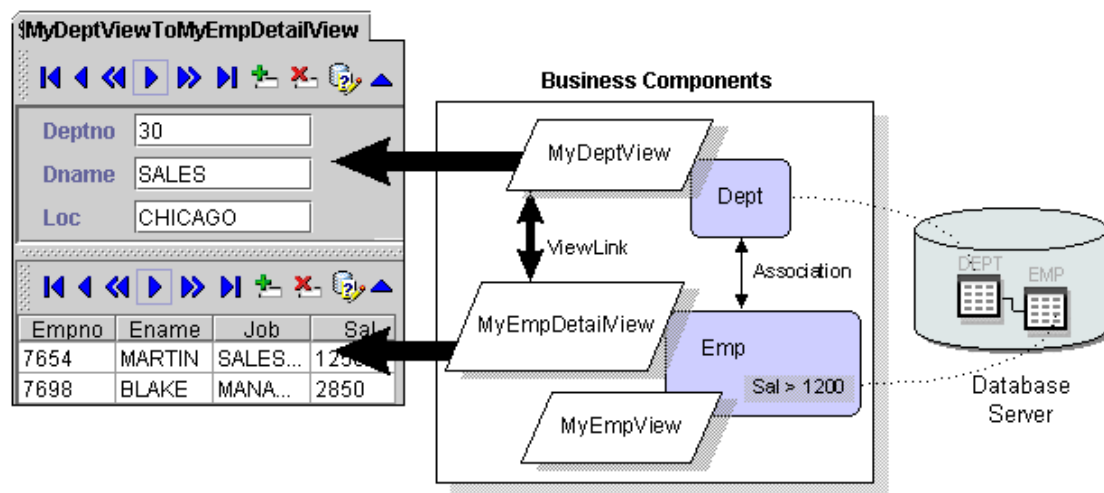 MyDeptViewToMyEmpDetailView
Deptno 30
Dname SALES
Loc CHICAGO
Empno Ename Job Sal
7654 MARTIN SALES...
7698 BLAKE MANA... 2850
Business Components
MyDeptView
Dept
ViewLink
Association
MyEmpDetailView
Emp
Sal > 1200
MyEmpView
DEPT
EMP
Database
Server